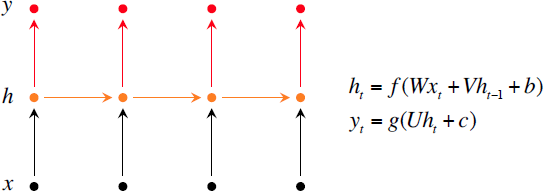 y
h
x
h_t = f(Wx_t + Vh_{t-1} + b)
y_t = g(Uh_t + c)